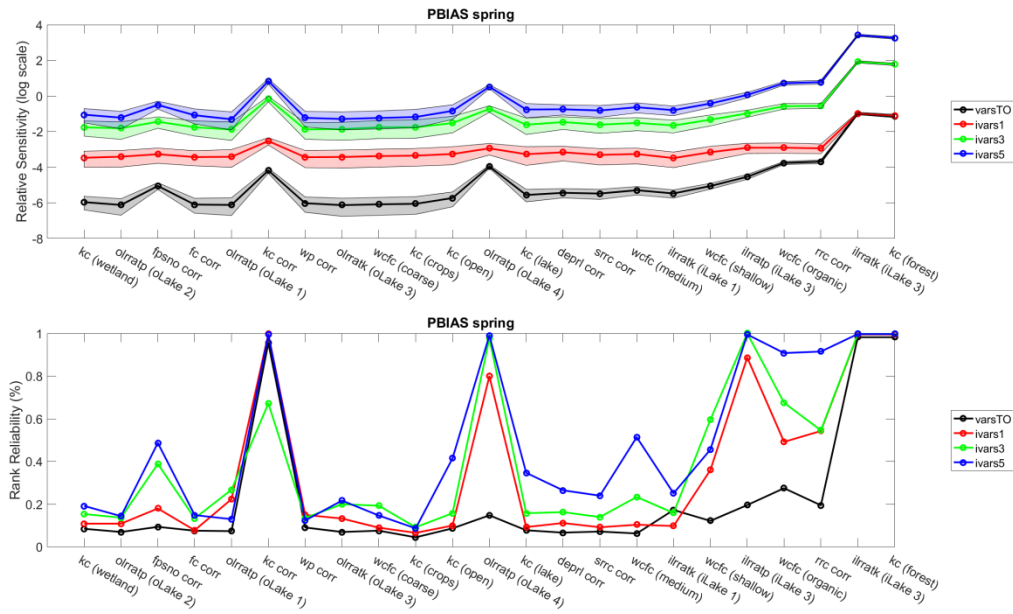 PBIAS spring
Relative Sensitivity (log scale)
4
2
0
-2
-4
-6
-8
kc (wetland)
olrratp (oLake 2)
fpsno corr
fc corr
olrratp (oLake 1)
kc corr
wp corr
olrratk (oLake 3)
wcfc (coarse)
kc (crops)
kc (open)
olrratp (oLake 4)
kc (lake)
deprl corr
srrc corr
wcfc (medium)
ilrratk (iLake 1)
wcfc (shallow)
ilrratp (iLake 3)
wcfc (organic)
rrc corr
ilrratk (iLake 3)
kc (forest)
varsTO
ivars1
ivars3
ivars5
PBIAS spring
Rank Reliability (%)
1
0.8
0.6
0.4
0.2
0
kc (wetland)
olrratp (oLake 2)
fpsno corr
fc corr
olrratp (oLake 1)
kc corr
wp corr
olrratk (oLake 3)
wcfc (coarse)
kc (crops)
kc (open)
olrratp (oLake 4)
kc (lake)
deprl corr
srrc corr
wcfc (medium)
ilrratk (iLake 1)
wcfc (shallow)
ilrratp (iLake 3)
wcfc (organic)
rrc corr
ilrratk (iLake 3)
kc (forest)
varsTO
ivars1
ivars3
ivars5